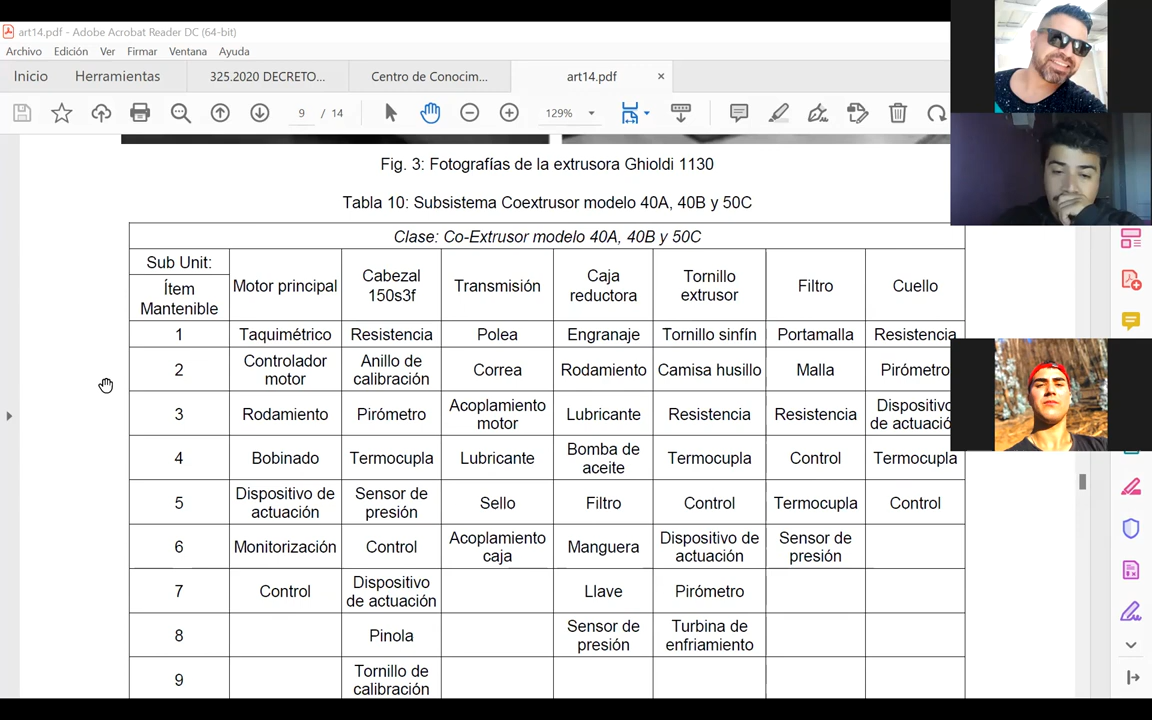 art14.pdf - Adobe Acrobat Reader DC (64-bit)
Archivo Edición Ver Firmar Ventana Ayuda
Inicio Herramientas 325.2020 DECRETO... Centro de Conocim... art14.pdf ×
9 / 14 129%
Fig. 3: Fotografías de la extrusora Ghioldi 1130
Tabla 10: Subsistema Coextrusor modelo 40A, 40B y 50C
Clase: Co-Extrusor modelo 40A, 40B y 50C
Sub Unit:
Ítem Mantenible Motor principal Cabezal 150s3f Transmisión Caja reductora Tornillo extrusor Filtro Cuello
1 Taquimétrico Resistencia Polea Engranaje Tornillo sinfín Portamalla Resistencia
2 Controlador motor Anillo de calibración Correa Rodamiento Camisa husillo Malla Pirómetro
3 Rodamiento Pirómetro Acoplamiento motor Lubricante Resistencia Resistencia Dispositivo de actuació
4 Bobinado Termocupla Lubricante Bomba de aceite Termocupla Control Termocupla
5 Dispositivo de actuación Sensor de presión Sello Filtro Control Termocupla Control
6 Monitorización Control Acoplamiento caja Manguera Dispositivo de actuación Sensor de presión
7 Control Dispositivo de actuación Llave Pirómetro
8 Pinola Sensor de presión Turbina de enfriamiento
9 Tornillo de calibración